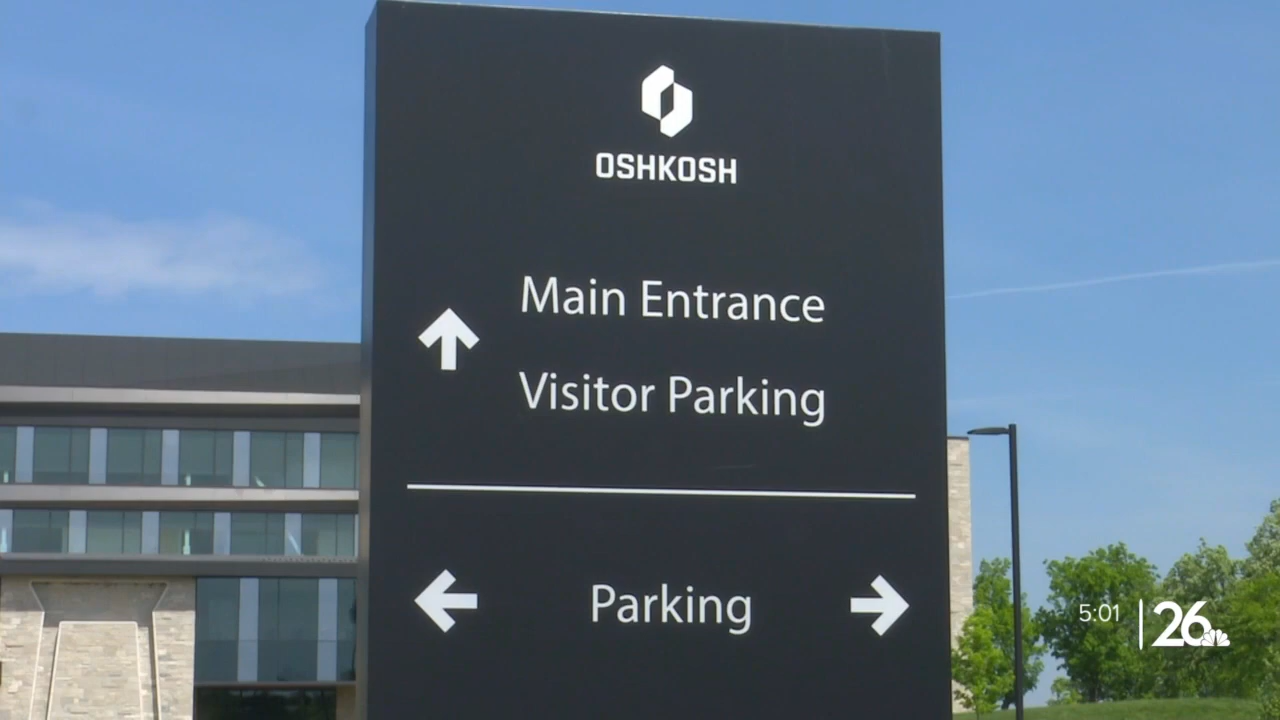 OSHKOSH
Main Entrance
Visitor Parking
Parking
5:01
26